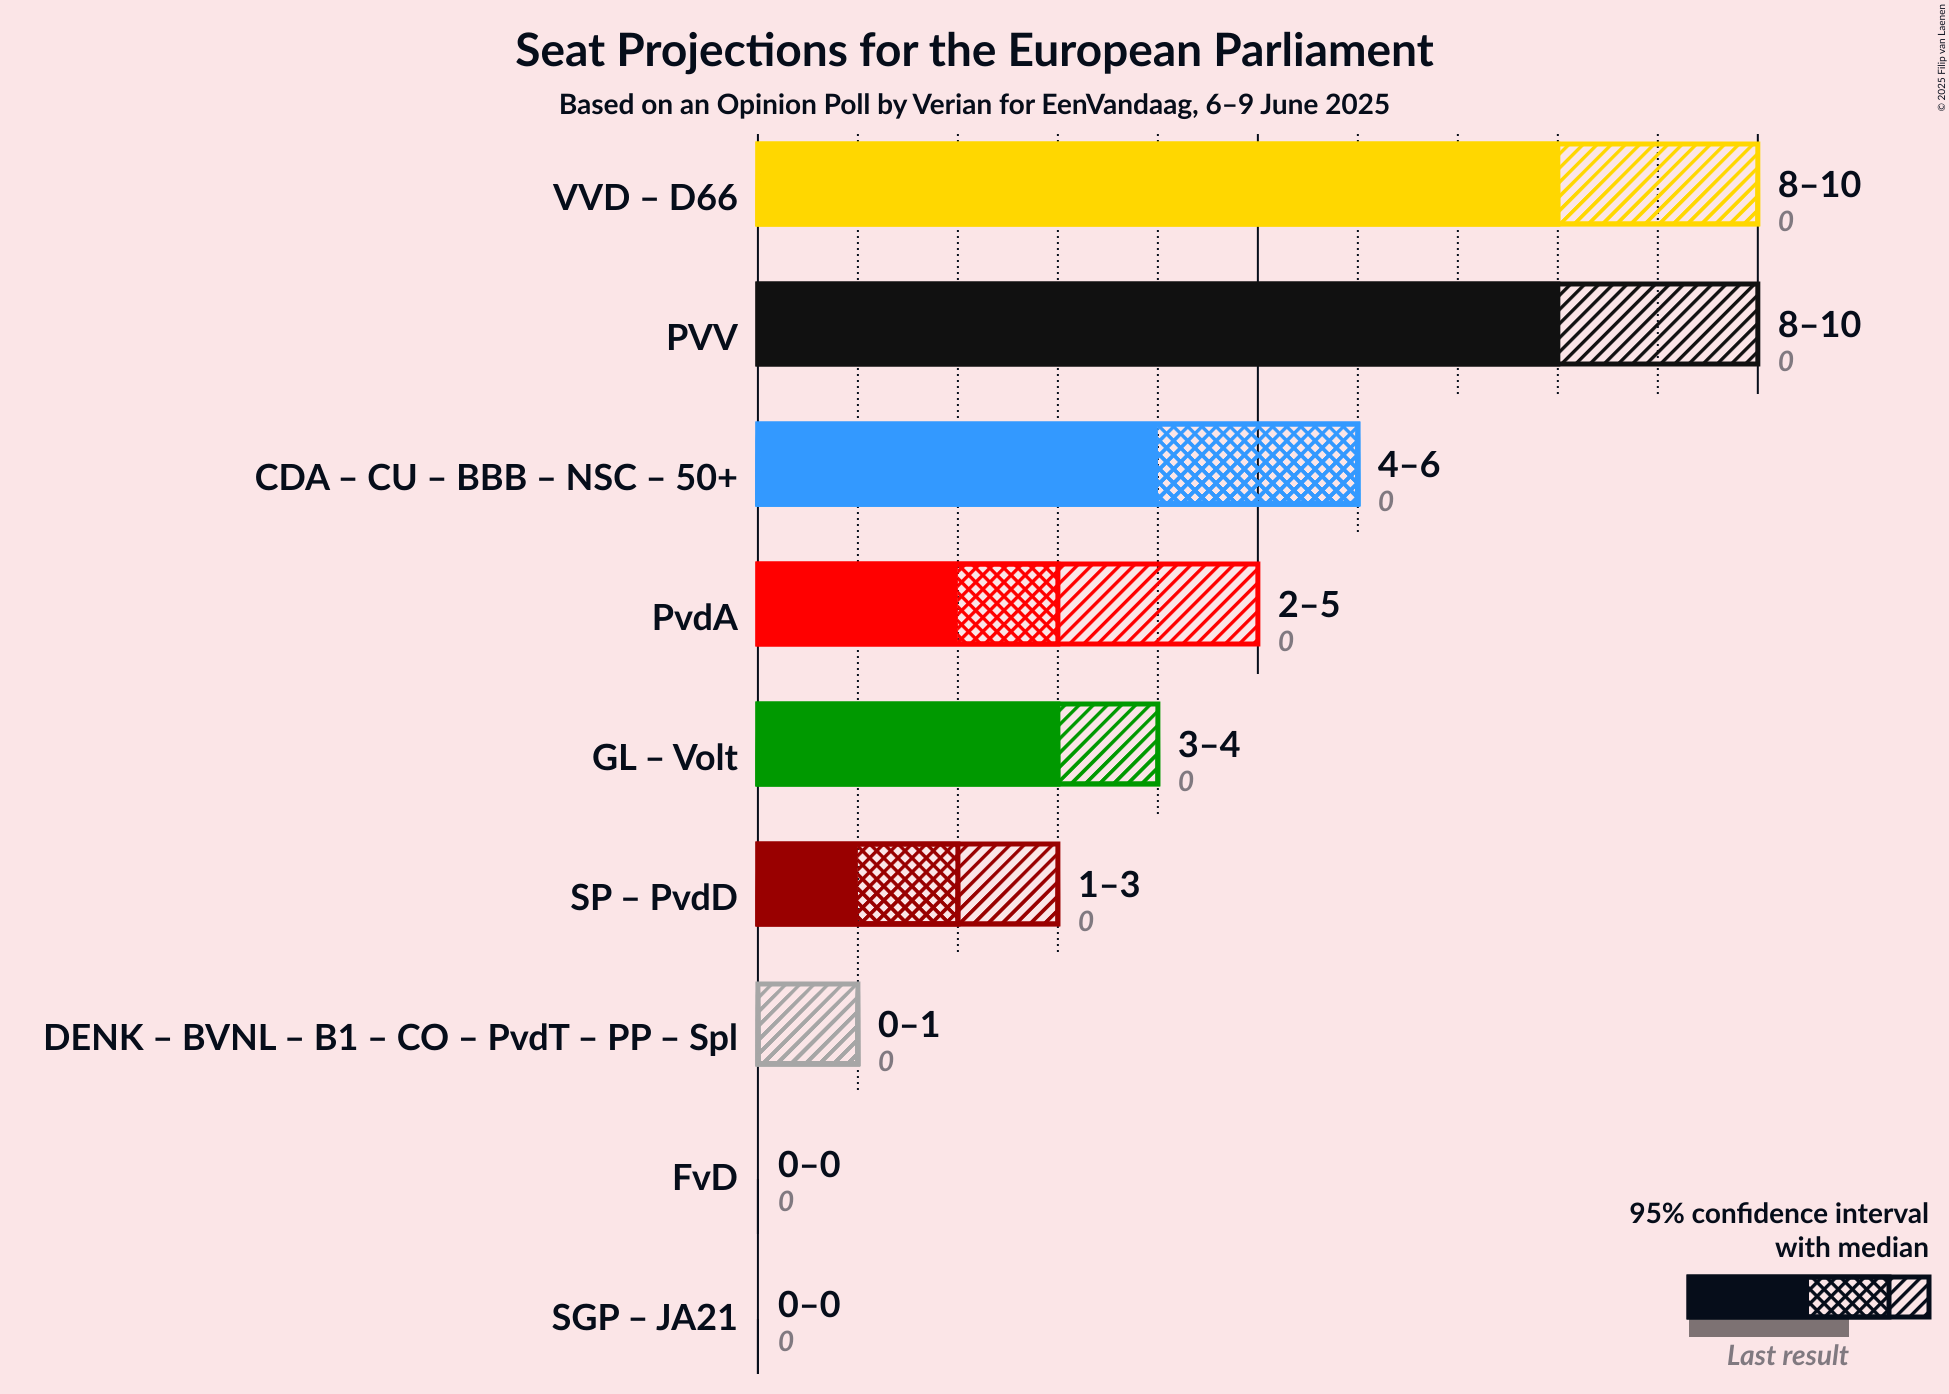 Seat Projections for the European Parliament
Based on an Opinion Poll by Verian for EenVandaag, 6–9 June 2025
© 2025 Filip van Laenen
VVD – D66
8–10
0
PVV
8–10
0
CDA – CU – BBB – NSC – 50+
4–6
0
PvdA
2–5
0
GL – Volt
3–4
0
SP – PvdD
1–3
0
DENK – BVNL – B1 – CO – PvdT – PP – Spl
0–1
0
FvD
0–0
0
SGP – JA21
0–0
0
95% confidence interval
with median
Last result